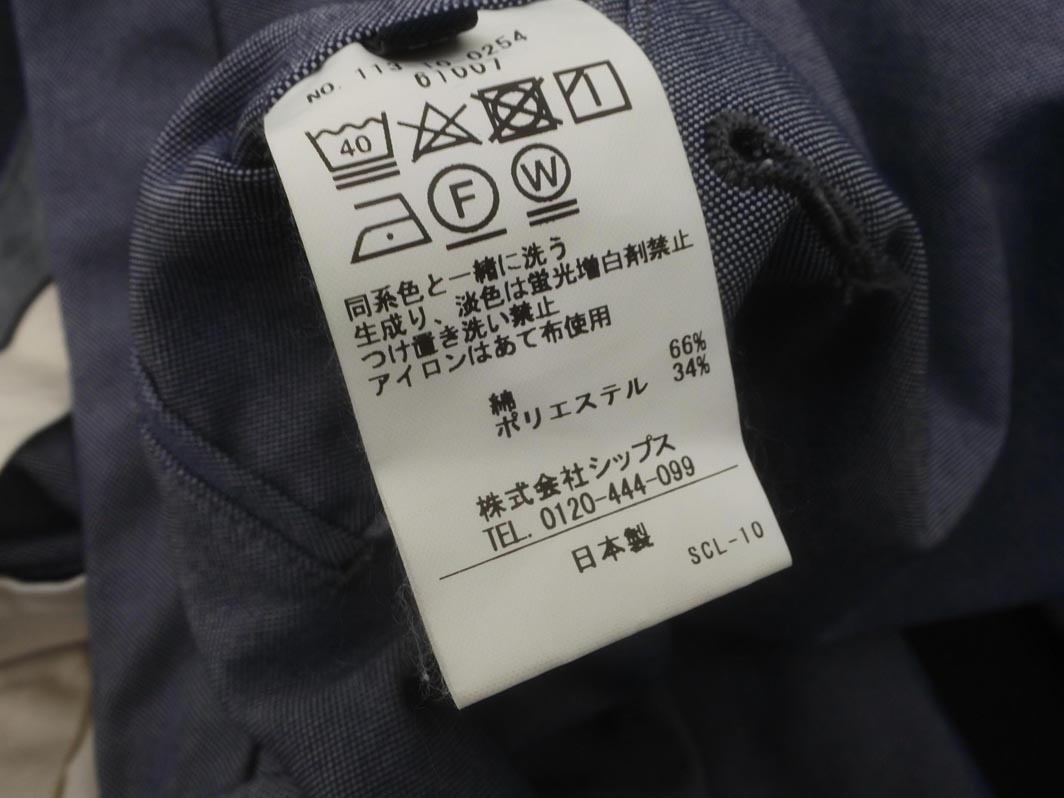 NO. 113-10-0254
61007
40
F W
同系色と一緒に洗う
生成り、淡色は蛍光増白剤禁止
つけ置き洗い禁止
アイロンはあて布使用
綿 66%
ポリエステル 34%
株式会社シップス
TEL. 0120-444-099
日本製 SCL-10